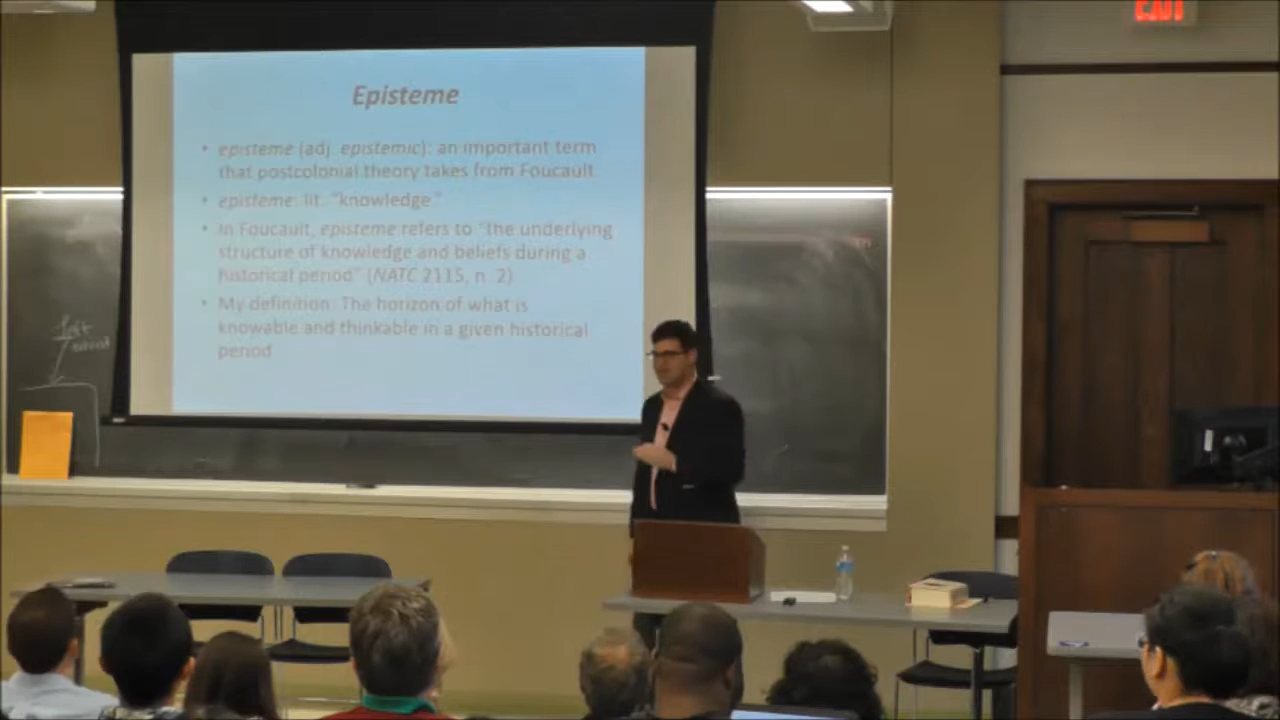 EXIT
Episteme
• episteme (adj. epistemic): an important term
that postcolonial theory takes from Foucault.
• episteme: lit. "knowledge."
• In Foucault, episteme refers to "the underlying
structure of knowledge and beliefs during a
historical period" (NATC 2115, n. 2)
• My definition: The horizon of what is
knowable and thinkable in a given historical
period